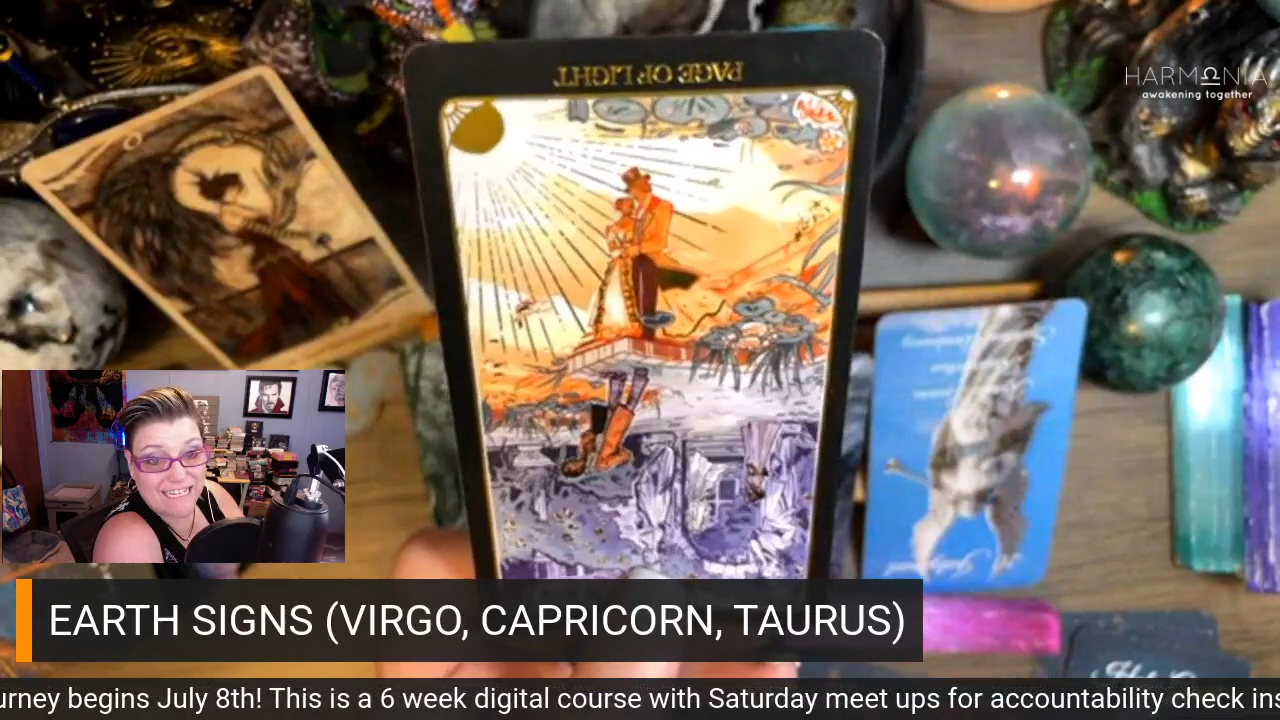 PAGE OF LIGHT
HARMONIA
awakening together
0
EARTH SIGNS (VIRGO, CAPRICORN, TAURUS)
urney begins July 8th! This is a 6 week digital course with Saturday meet ups for accountability check ins